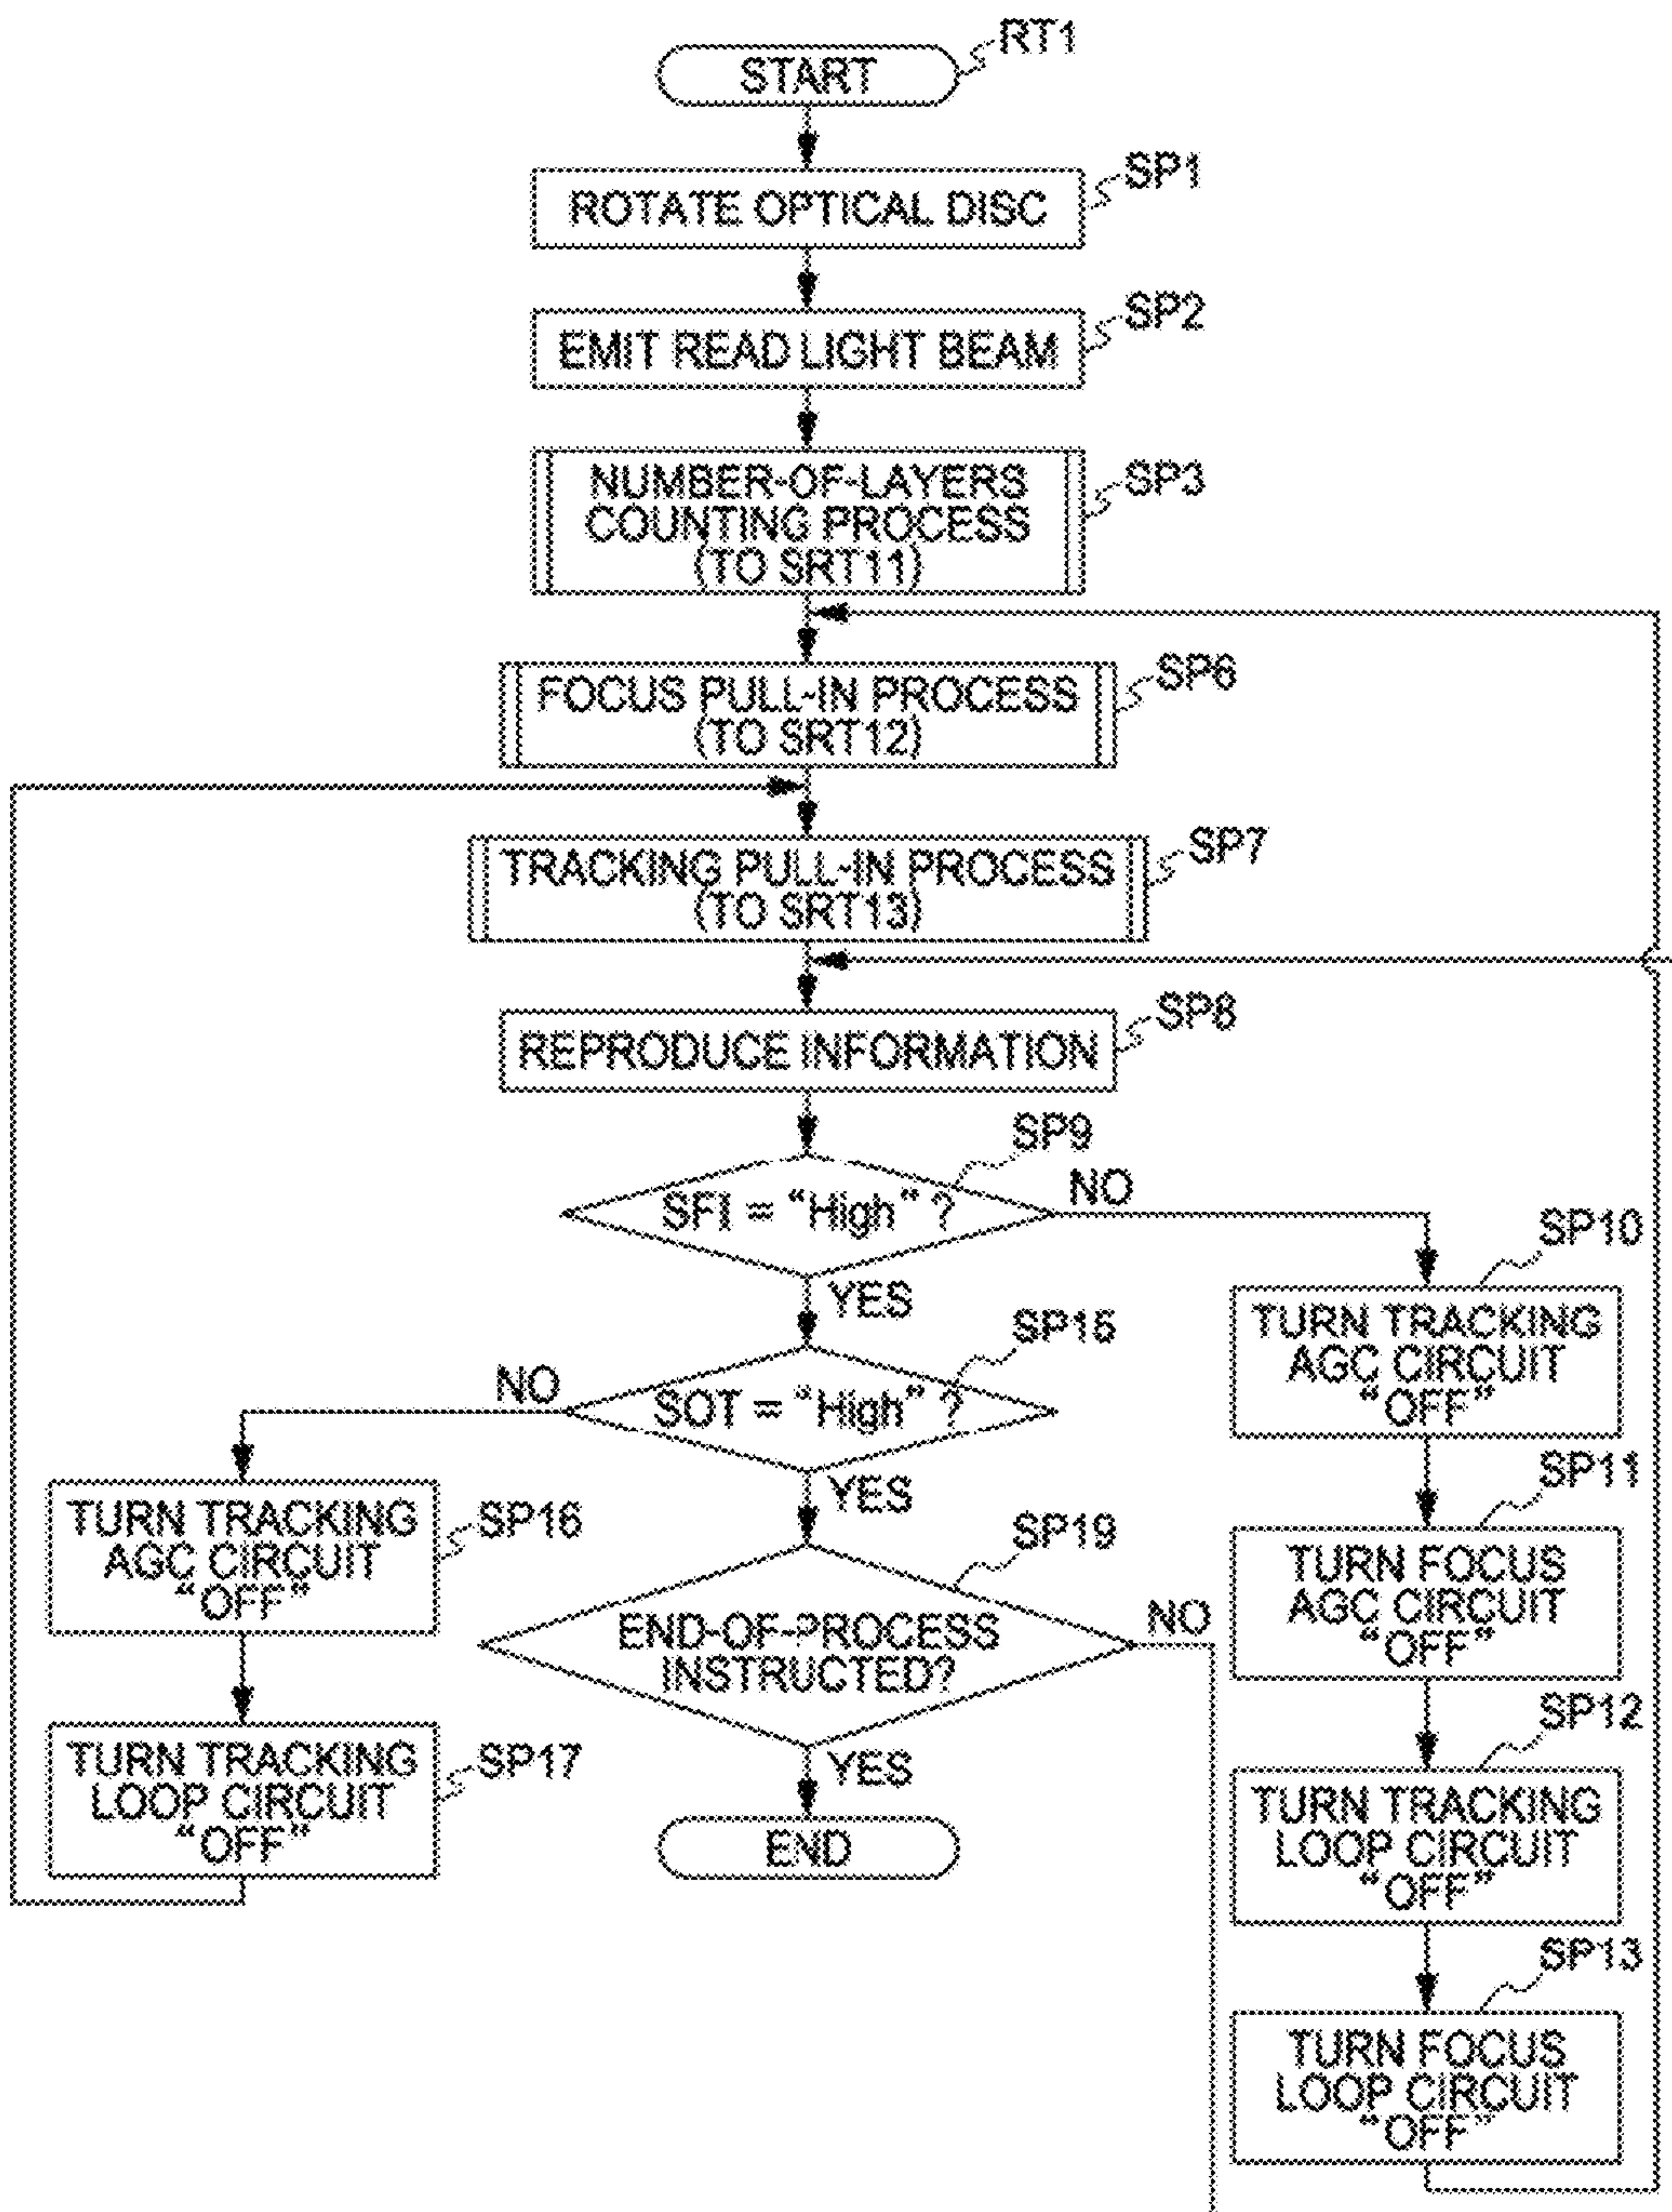 START
RT1
ROTATE OPTICAL DISC
SP1
EMIT READ LIGHT BEAM
SP2
NUMBER-OF-LAYERS
COUNTING PROCESS
(TO SRT11)
SP3
FOCUS PULL-IN PROCESS
(TO SRT12)
SP6
TRACKING PULL-IN PROCESS
(TO SRT13)
SP7
REPRODUCE INFORMATION
SP8
SFI = “High” ?
SP9
NO
YES
SOT = “High” ?
SP15
NO
YES
TURN TRACKING
AGC CIRCUIT
“OFF”
SP16
TURN TRACKING
LOOP CIRCUIT
“OFF”
SP17
END-OF-PROCESS
INSTRUCTED?
SP19
NO
YES
END
SP10
TURN TRACKING
AGC CIRCUIT
“OFF”
SP11
TURN FOCUS
AGC CIRCUIT
“OFF”
SP12
TURN TRACKING
LOOP CIRCUIT
“OFF”
SP13
TURN FOCUS
LOOP CIRCUIT
“OFF”